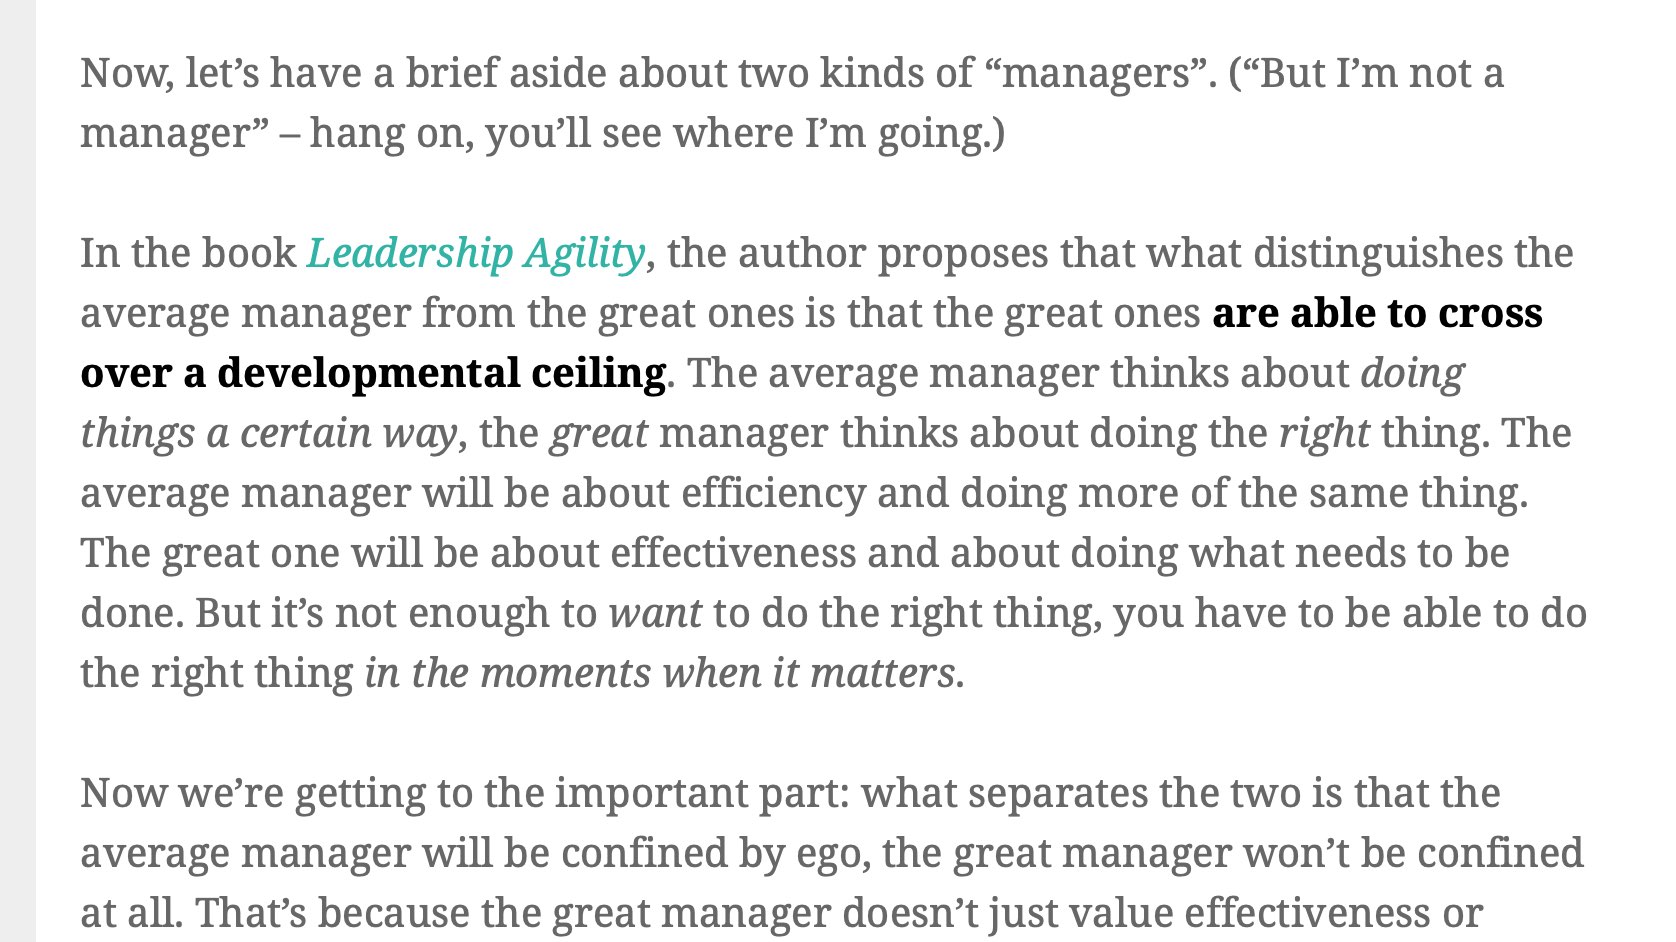 Now, let’s have a brief aside about two kinds of “managers”. (“But I’m not a
manager” – hang on, you’ll see where I’m going.)
In the book Leadership Agility, the author proposes that what distinguishes the
average manager from the great ones is that the great ones are able to cross
over a developmental ceiling. The average manager thinks about doing
things a certain way, the great manager thinks about doing the right thing. The
average manager will be about efficiency and doing more of the same thing.
The great one will be about effectiveness and about doing what needs to be
done. But it’s not enough to want to do the right thing, you have to be able to do
the right thing in the moments when it matters.
Now we’re getting to the important part: what separates the two is that the
average manager will be confined by ego, the great manager won’t be confined
at all. That’s because the great manager doesn’t just value effectiveness or